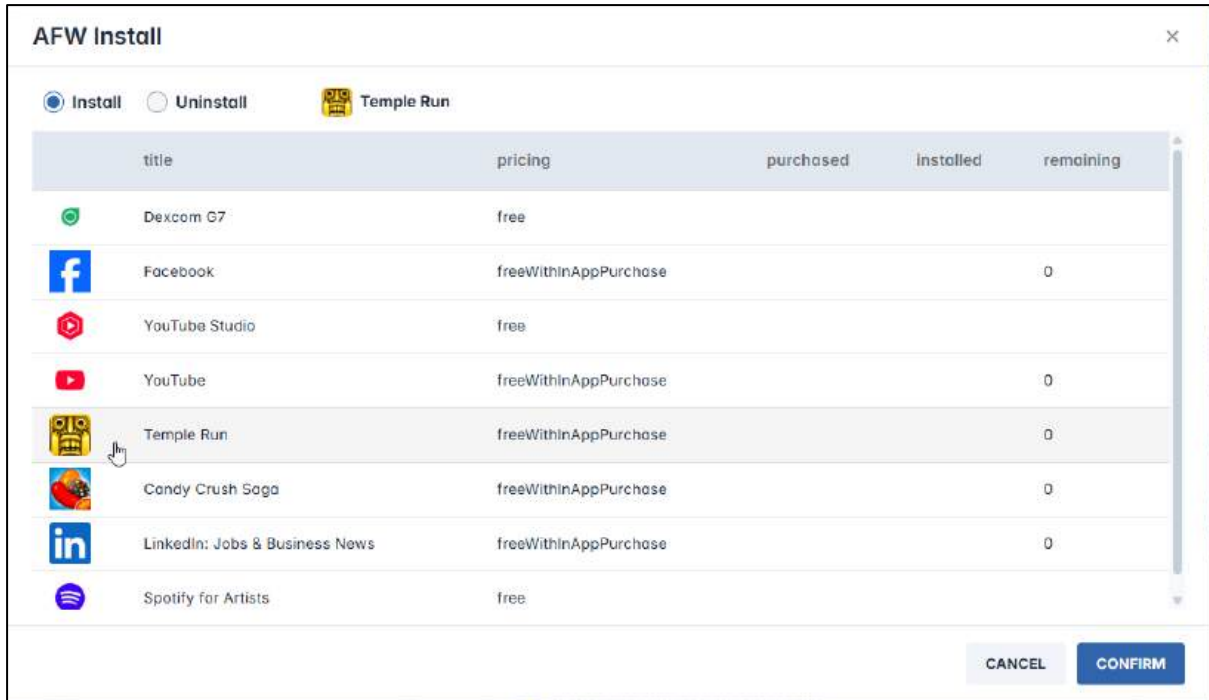 AFW Install
Install Uninstall Temple Run
title pricing purchased installed remaining
Dexcom G7 free
Facebook freeWithInAppPurchase 0
YouTube Studio free
YouTube freeWithInAppPurchase 0
Temple Run freeWithInAppPurchase 0
Candy Crush Saga freeWithInAppPurchase 0
in LinkedIn: Jobs & Business News freeWithInAppPurchase 0
Spotify for Artists free
CANCEL CONFIRM